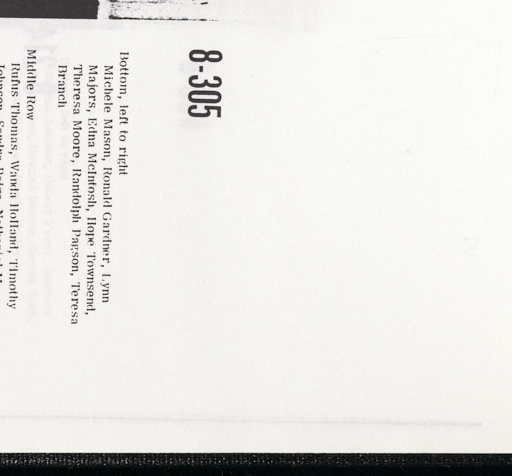 8-305
Bottom, left to right
Michele Mason, Ronald Gardner, Lynn
Majors, Edna McIntosh, Hope Townsend,
Theresa Moore, Randolph Pagson, Teresa
Branch
Middle Row
Rufus Thomas, Wanda Holland, Timothy
Johnson, Sandra